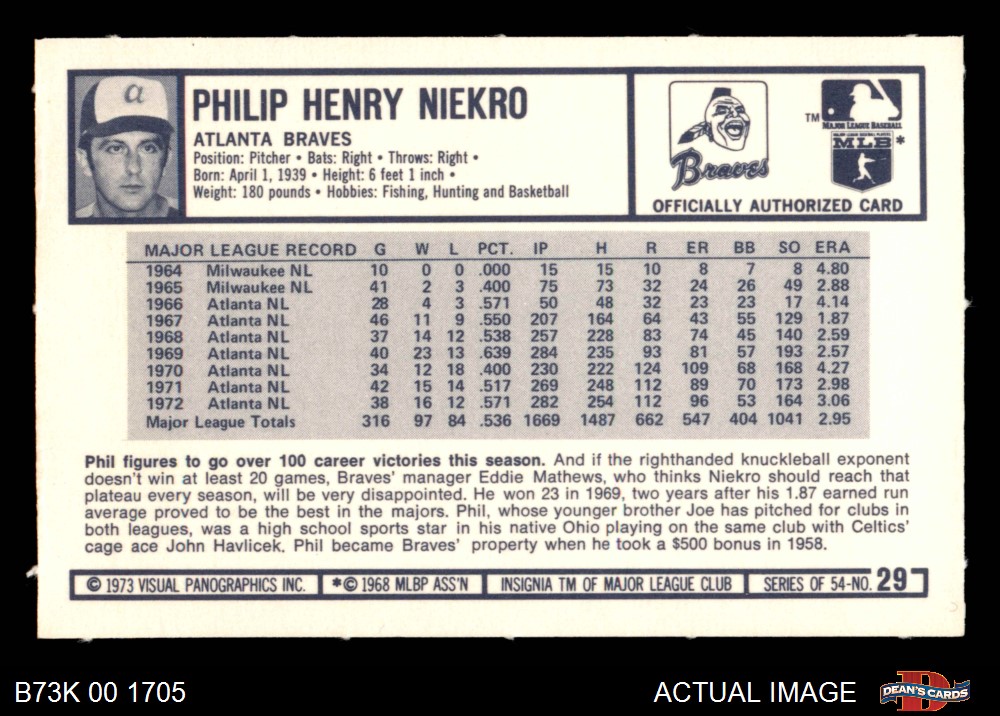 a
PHILIP HENRY NIEKRO
ATLANTA BRAVES
Position: Pitcher • Bats: Right • Throws: Right •
Born: April 1, 1939 • Height: 6 feet 1 inch •
Weight: 180 pounds • Hobbies: Fishing, Hunting and Basketball
Braves
TM
MAJOR LEAGUE BASEBALL
MAJOR LEAGUE BASEBALL PLAYERS
MLB*
OFFICIALLY AUTHORIZED CARD
MAJOR LEAGUE RECORD G W L PCT. IP H R ER BB SO ERA
1964 Milwaukee NL 10 0 0 .000 15 15 10 8 7 8 4.80
1965 Milwaukee NL 41 2 3 .400 75 73 32 24 26 49 2.88
1966 Atlanta NL 28 4 3 .571 50 48 32 23 23 17 4.14
1967 Atlanta NL 46 11 9 .550 207 164 64 43 55 129 1.87
1968 Atlanta NL 37 14 12 .538 257 228 83 74 45 140 2.59
1969 Atlanta NL 40 23 13 .639 284 235 93 81 57 193 2.57
1970 Atlanta NL 34 12 18 .400 230 222 124 109 68 168 4.27
1971 Atlanta NL 42 15 14 .517 269 248 112 89 70 173 2.98
1972 Atlanta NL 38 16 12 .571 282 254 112 96 53 164 3.06
Major League Totals 316 97 84 .536 1669 1487 662 547 404 1041 2.95
Phil figures to go over 100 career victories this season. And if the righthanded knuckleball exponent
doesn't win at least 20 games, Braves' manager Eddie Mathews, who thinks Niekro should reach that
plateau every season, will be very disappointed. He won 23 in 1969, two years after his 1.87 earned run
average proved to be the best in the majors. Phil, whose younger brother Joe has pitched for clubs in
both leagues, was a high school sports star in his native Ohio playing on the same club with Celtics'
cage ace John Havlicek. Phil became Braves' property when he took a $500 bonus in 1958.
© 1973 VISUAL PANOGRAPHICS INC. *© 1968 MLBP ASS'N INSIGNIA TM OF MAJOR LEAGUE CLUB SERIES OF 54-NO. 29
B73K 00 1705
ACTUAL IMAGE
DEAN'S CARDS